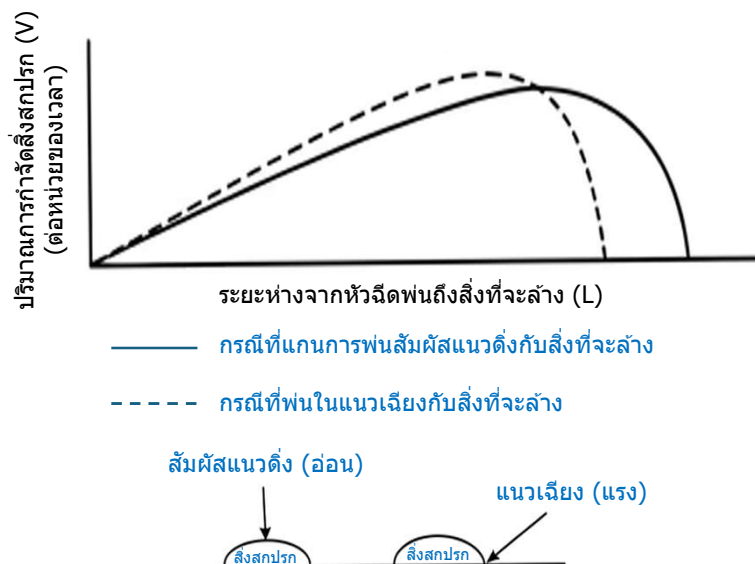 ปริมาณการกำจัดสิ่งสกปรก (V)
(ต่อหน่วยของเวลา)
ระยะห่างจากหัวฉีดพ่นถึงสิ่งที่จะล้าง (L)
กรณีที่แกนการพ่นสัมผัสแนวดิ่งกับสิ่งที่จะล้าง
กรณีที่พ่นในแนวเฉียงกับสิ่งที่จะล้าง
สัมผัสแนวดิ่ง (อ่อน)
แนวเฉียง (แรง)
สิ่งสกปรก
สิ่งสกปรก